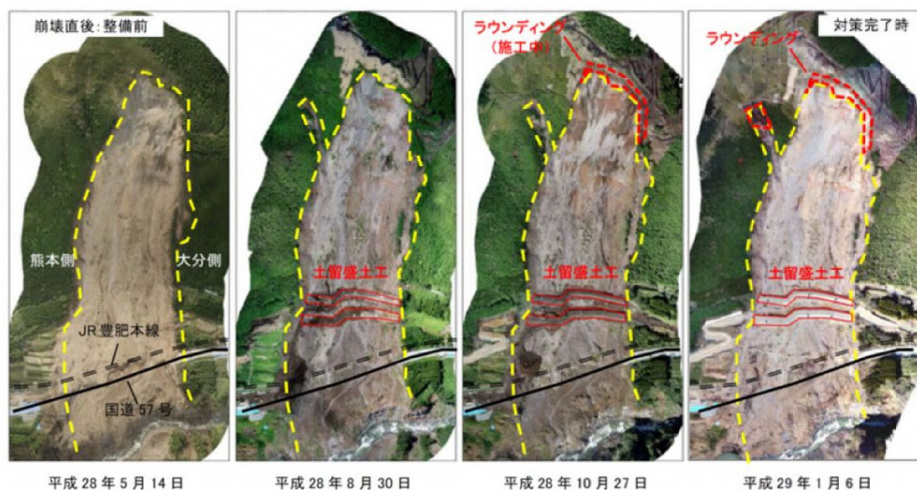 崩壊直後:整備前
熊本側
大分側
JR豊肥本線
国道57号
平成28年5月14日
土留盛土工
平成28年8月30日
ラウンディング
(施工中)
土留盛土工
平成28年10月27日
ラウンディング
対策完了時
土留盛土工
平成29年1月6日